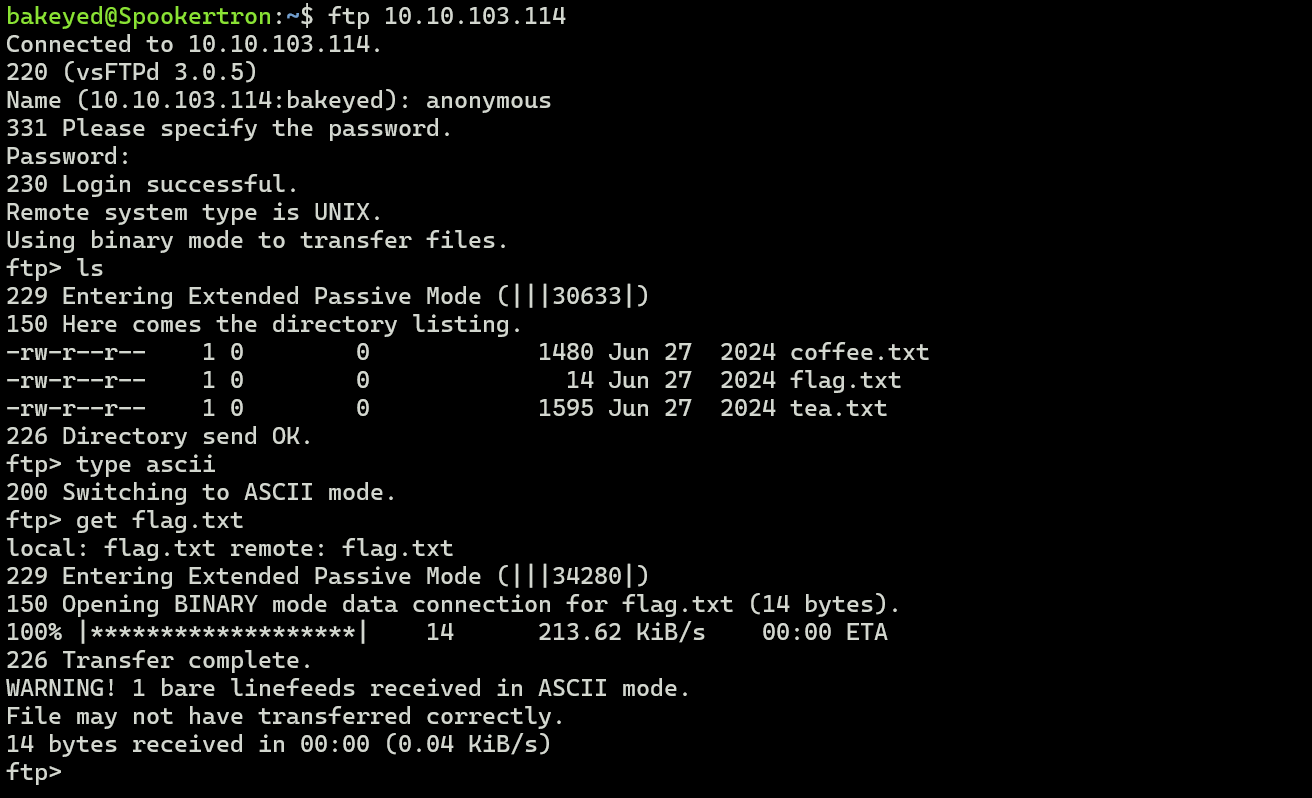 bakeyed@Spookertron:~$ ftp 10.10.103.114
Connected to 10.10.103.114.
220 (vsFTPd 3.0.5)
Name (10.10.103.114:bakeyed): anonymous
331 Please specify the password.
Password:
230 Login successful.
Remote system type is UNIX.
Using binary mode to transfer files.
ftp> ls
229 Entering Extended Passive Mode (|||30633|)
150 Here comes the directory listing.
-rw-r--r--    1 0        0            1480 Jun 27  2024 coffee.txt
-rw-r--r--    1 0        0              14 Jun 27  2024 flag.txt
-rw-r--r--    1 0        0            1595 Jun 27  2024 tea.txt
226 Directory send OK.
ftp> type ascii
200 Switching to ASCII mode.
ftp> get flag.txt
local: flag.txt remote: flag.txt
229 Entering Extended Passive Mode (|||34280|)
150 Opening BINARY mode data connection for flag.txt (14 bytes).
100% |*******************|    14      213.62 KiB/s    00:00 ETA
226 Transfer complete.
WARNING! 1 bare linefeeds received in ASCII mode.
File may not have transferred correctly.
14 bytes received in 00:00 (0.04 KiB/s)
ftp>